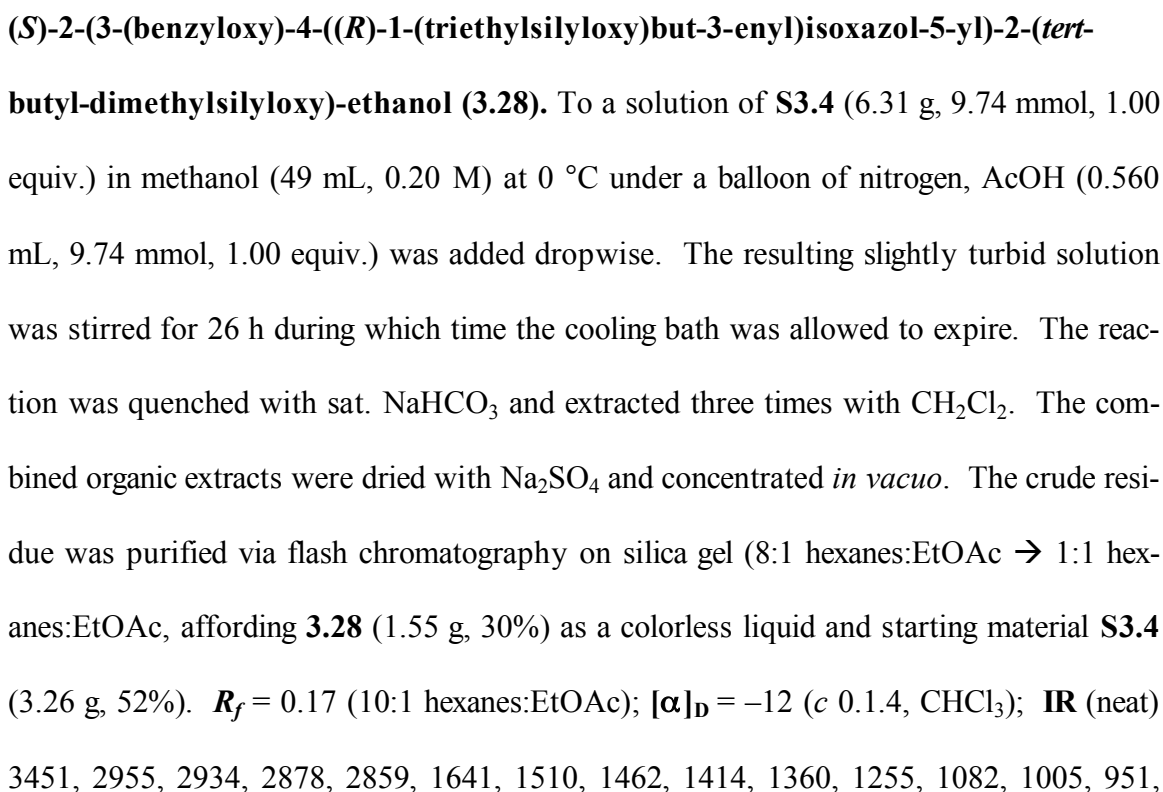 (S)-2-(3-(benzyloxy)-4-((R)-1-(triethylsilyloxy)but-3-enyl)isoxazol-5-yl)-2-(tert-
butyl-dimethylsilyloxy)-ethanol (3.28). To a solution of S3.4 (6.31 g, 9.74 mmol, 1.00
equiv.) in methanol (49 mL, 0.20 M) at 0 °C under a balloon of nitrogen, AcOH (0.560
mL, 9.74 mmol, 1.00 equiv.) was added dropwise. The resulting slightly turbid solution
was stirred for 26 h during which time the cooling bath was allowed to expire. The reac-
tion was quenched with sat. NaHCO₃ and extracted three times with CH₂Cl₂. The com-
bined organic extracts were dried with Na₂SO₄ and concentrated in vacuo. The crude resi-
due was purified via flash chromatography on silica gel (8:1 hexanes:EtOAc → 1:1 hex-
anes:EtOAc, affording 3.28 (1.55 g, 30%) as a colorless liquid and starting material S3.4
(3.26 g, 52%). Rf = 0.17 (10:1 hexanes:EtOAc); [α]D = –12 (c 0.1.4, CHCl₃); IR (neat)
3451, 2955, 2934, 2878, 2859, 1641, 1510, 1462, 1414, 1360, 1255, 1082, 1005, 951,